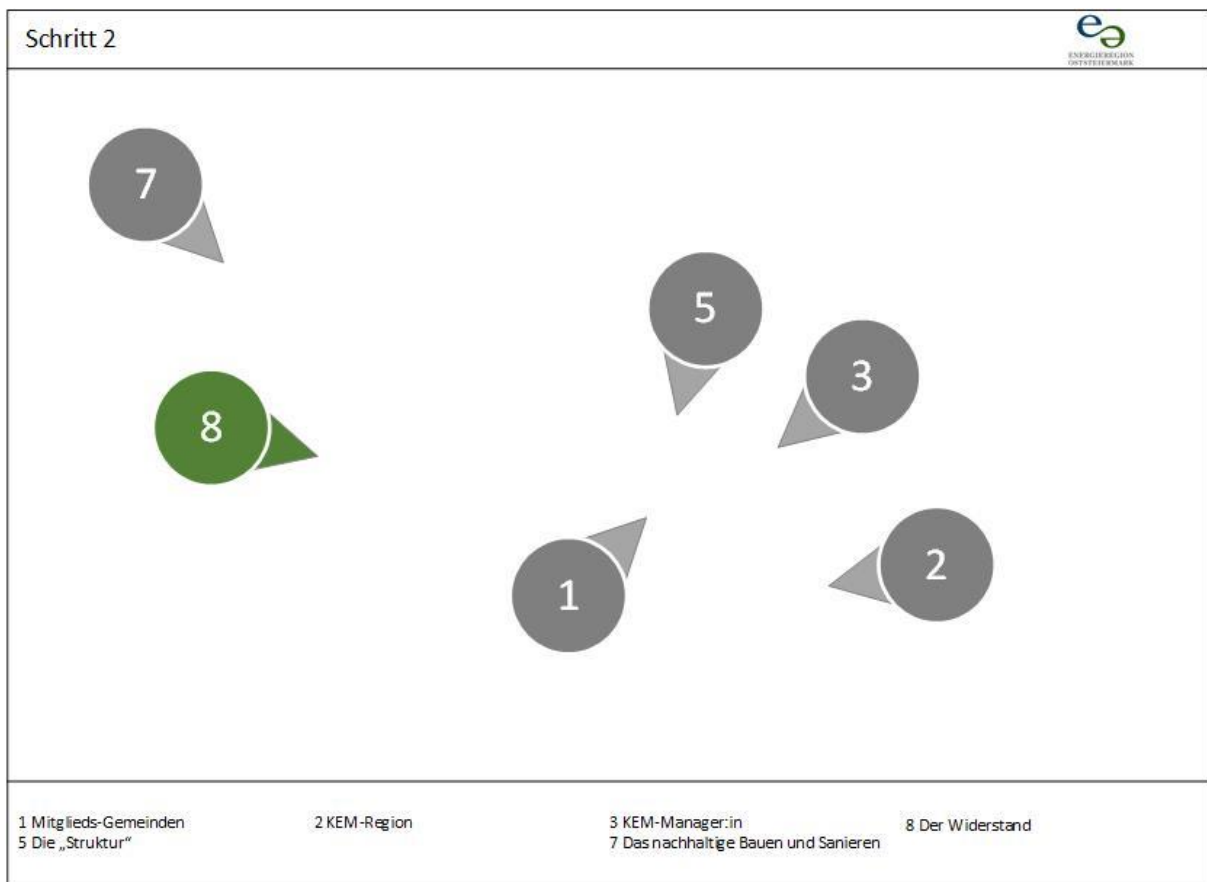 Schritt 2
ENERGIEREGION
OSTSTEIERMARK
7
5
3
8
2
1
1 Mitglieds-Gemeinden 2 KEM-Region 3 KEM-Manager:in 8 Der Widerstand
5 Die „Struktur“ 7 Das nachhaltige Bauen und Sanieren